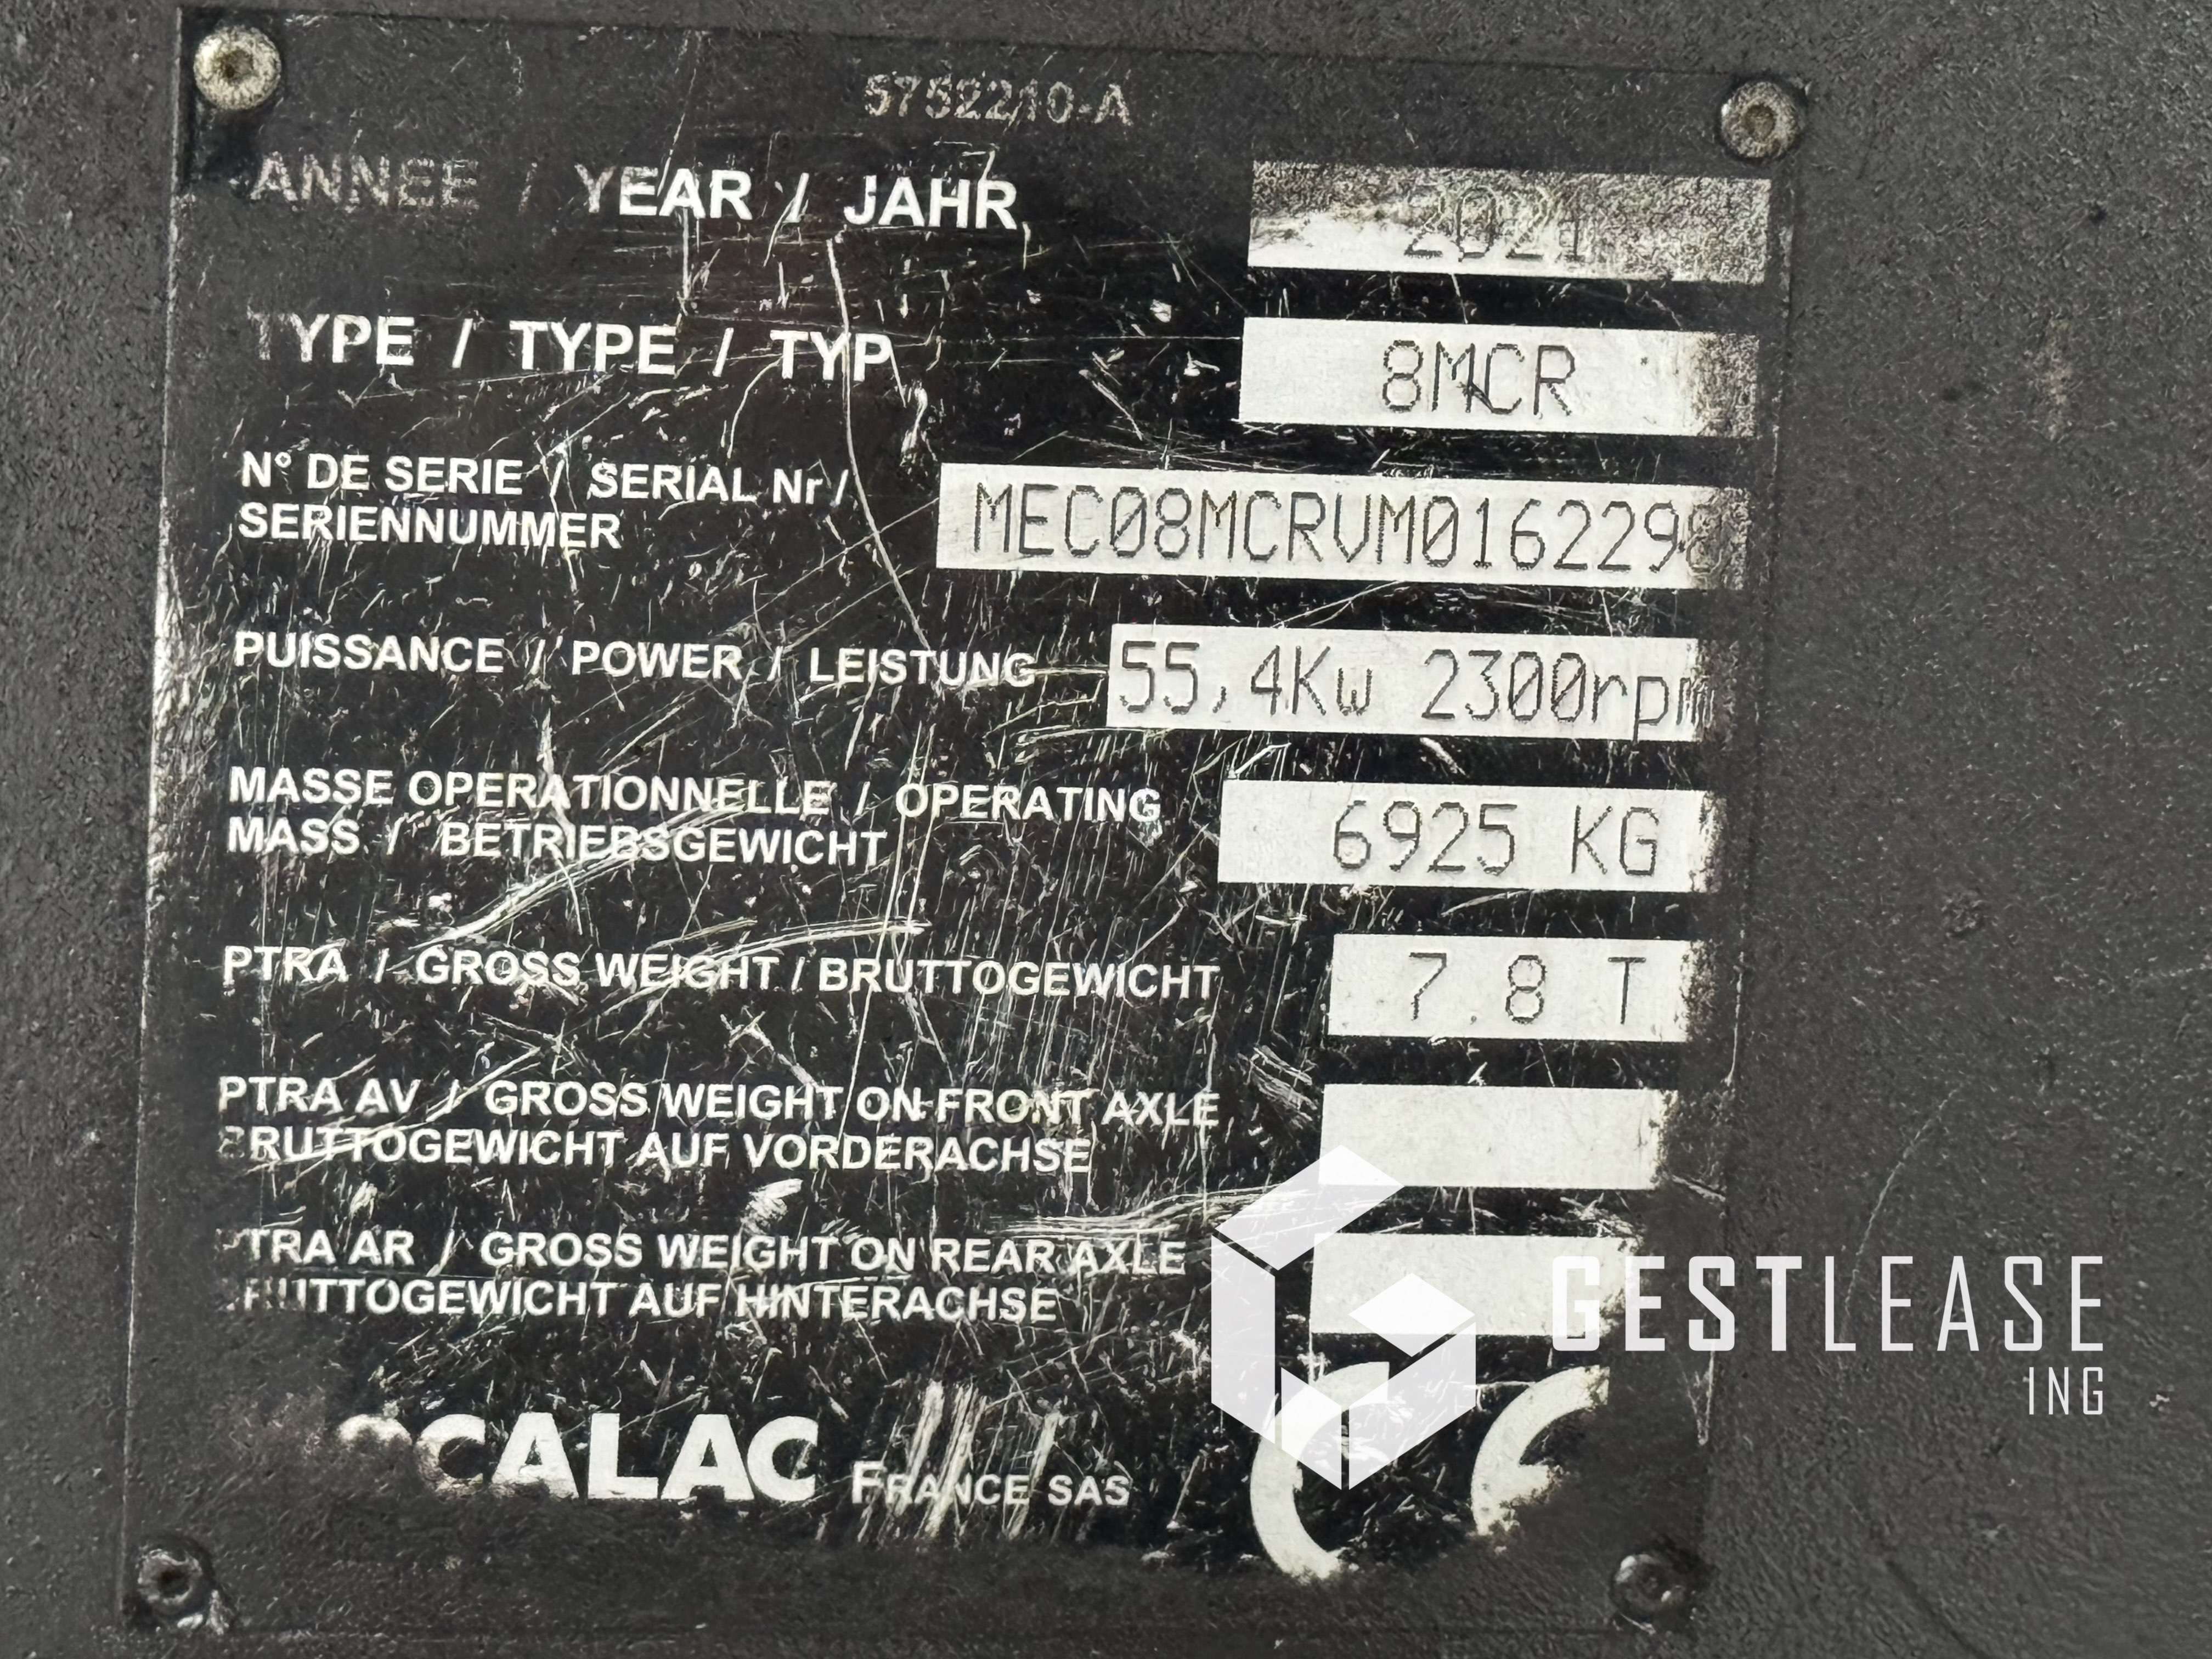 5752210-A
ANNEE / YEAR / JAHR 2021
TYPE / TYPE / TYP 8MCR
N° DE SERIE / SERIAL Nr /
SERIENNUMMER
MEC08MCRVM0162298
PUISSANCE / POWER / LEISTUNG 55,4Kw 2300rpm
MASSE OPERATIONNELLE / OPERATING
MASS / BETRIEBSGEWICHT
6925 KG
PTRA / GROSS WEIGHT / BRUTTOGEWICHT 7.8 T
PTRA AV / GROSS WEIGHT ON FRONT AXLE
BRUTTOGEWICHT AUF VORDERACHSE
PTRA AR / GROSS WEIGHT ON REAR AXLE
BRUTTOGEWICHT AUF HINTERACHSE
GESTLEASE
ING
OCALAC FRANCE SAS CE